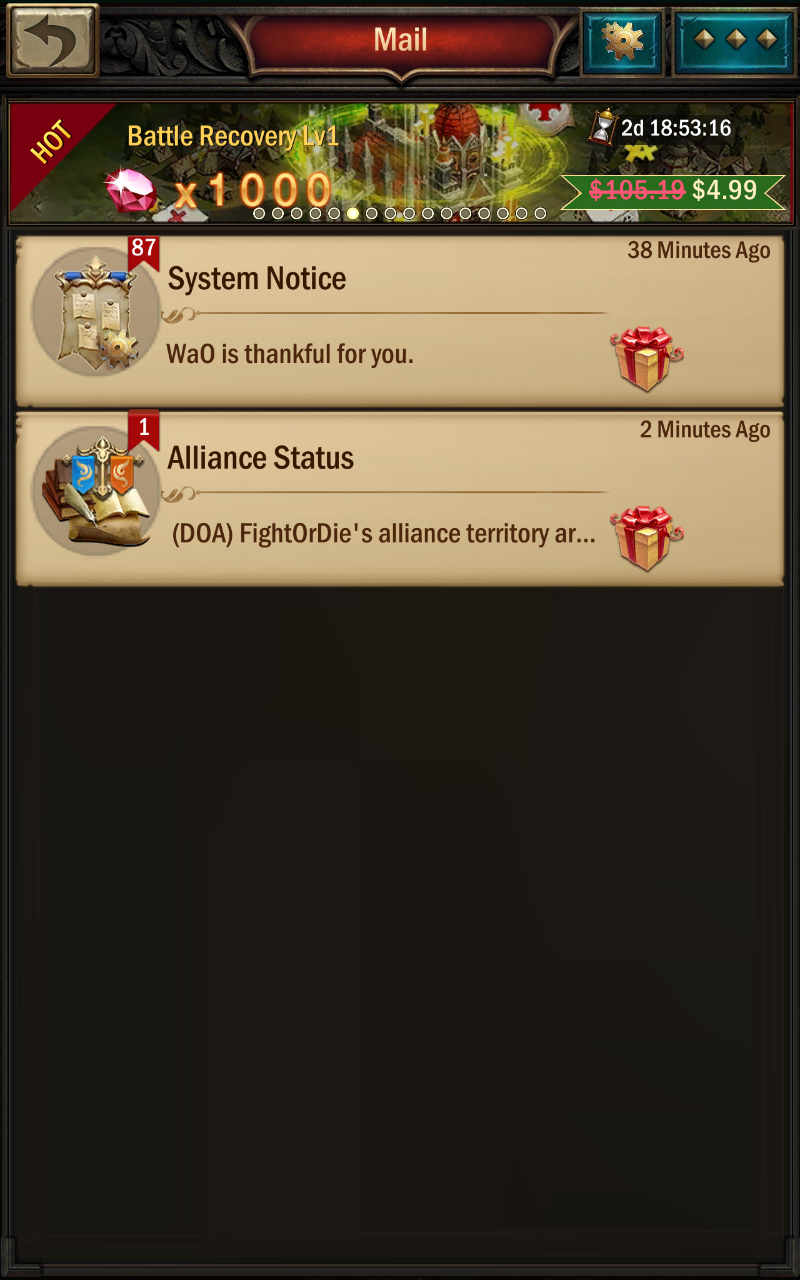 Mail
HOT
Battle Recovery Lv1
2d 18:53:16
x1000
$105.19 $4.99
87
38 Minutes Ago
System Notice
WaO is thankful for you.
1
2 Minutes Ago
Alliance Status
(DOA) FightOrDie's alliance territory ar...